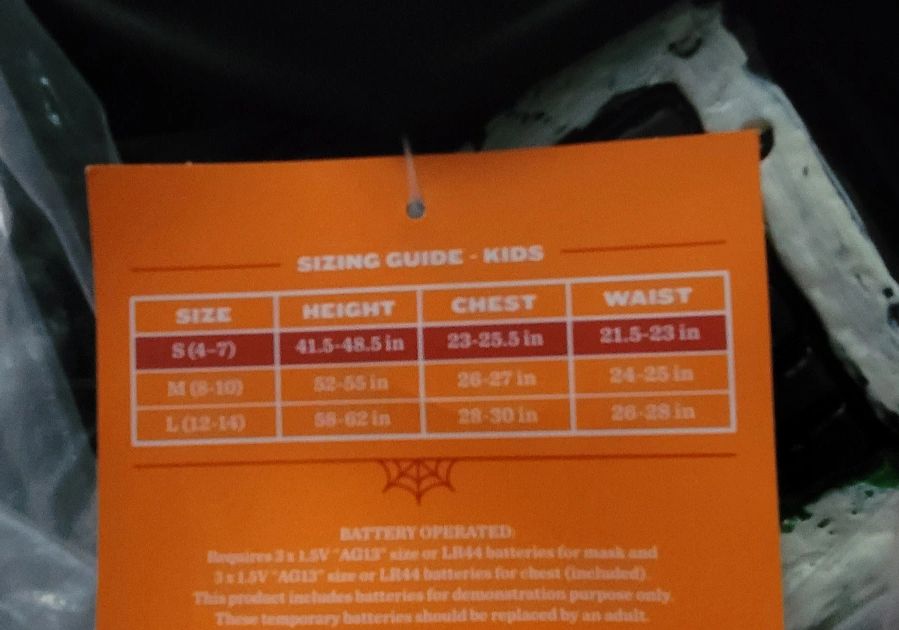 SIZING GUIDE - KIDS
SIZE HEIGHT CHEST WAIST
S (4-7) 41.5-48.5 in 23-25.5 in 21.5-23 in
M (8-10) 52-55 in 26-27 in 24-25 in
L (12-14) 58-62 in 28-30 in 26-28 in
BATTERY OPERATED:
Requires 2 x 1.5V "AG13" size or LR44 batteries for mask and
3 x 1.5V "AG13" size or LR44 batteries for chest (included).
This product includes batteries for demonstration purpose only.
These temporary batteries should be replaced by an adult.